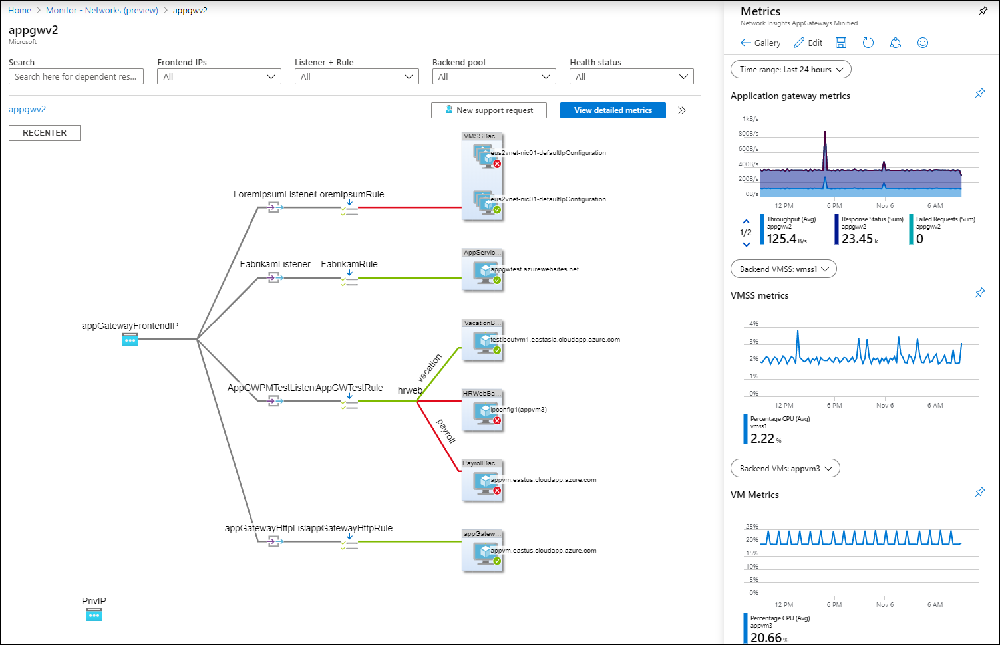 Home > Monitor - Networks (preview) > appgwv2
appgwv2
Microsoft
Search
Frontend IPs
Listener + Rule
Backend pool
Health status
Search here for dependent res...
All
All
All
All
appgwv2
New support request
View detailed metrics
RECENTER
VMSSBac...
eus2vnet-nic01-defaultIpConfiguration
eus2vnet-nic01-defaultIpConfiguration
LoremIpsumListene
LoremIpsumRule
AppServic...
appgwtest.azurewebsites.net
FabrikamListener
FabrikamRule
appGatewayFrontendIP
VacationB...
testlboutvm1.eastasia.cloudapp.azure.com
vacation
AppGWPMTestListen
AppGWTestRule
hrweb
HRWebBa...
ipconfig1(appvm3)
payroll
PayrollBac...
appvm.eastus.cloudapp.azure.com
appGatewayHttpLis
appGatewayHttpRule
appGatew...
appvm.eastus.cloudapp.azure.com
PrivIP
Metrics
Network Insights AppGateways Minified
Gallery
Edit
Time range: Last 24 hours
Application gateway metrics
1kB/s
800B/s
600B/s
400B/s
200B/s
0B/s
12 PM
6 PM
Nov 6
6 AM
1/2
Throughput (Avg)
appgwv2
125.4 B/s
Response Status (Sum)
appgwv2
23.45 k
Failed Requests (Sum)
appgwv2
0
Backend VMSS: vmss1
VMSS metrics
4%
3%
2%
1%
0%
12 PM
6 PM
Nov 6
6 AM
Percentage CPU (Avg)
vmss1
2.22 %
Backend VMs: appvm3
VM Metrics
25%
20%
15%
10%
5%
0%
12 PM
6 PM
Nov 6
6 AM
Percentage CPU (Avg)
appvm3
20.66 %